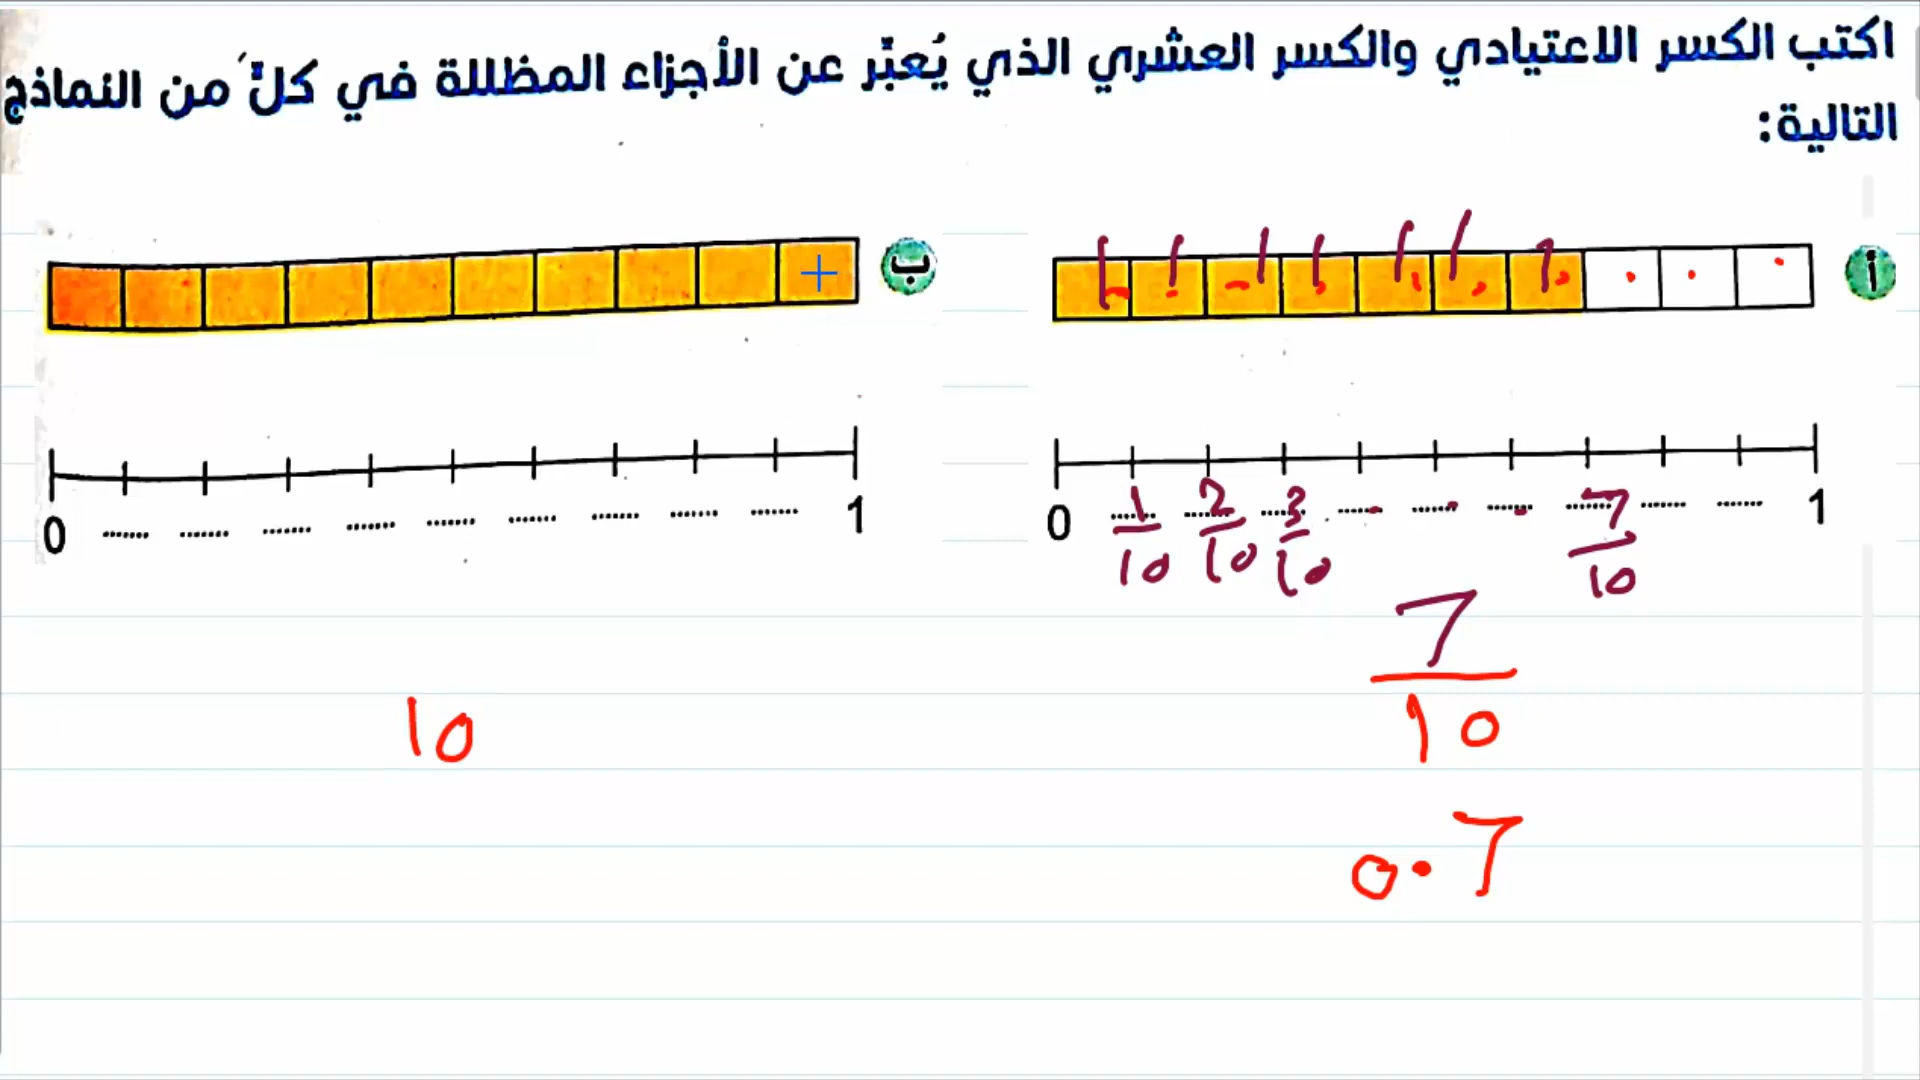 اكتب الكسر الاعتيادي والكسر العشري الذي يُعبِّر عن الأجزاء المظللة في كلٍّ من النماذج
التالية:
أ
ب
0 1/10 2/10 3/10 7/10 1
7/10
0.7
0 1
10